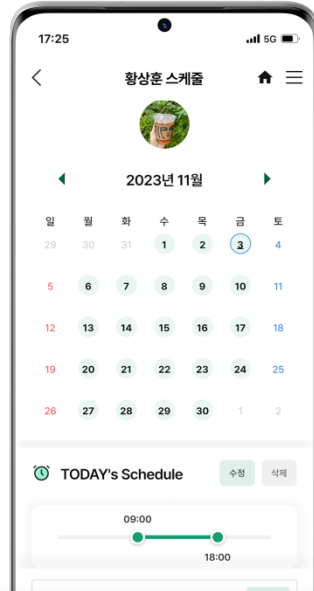 17:25 5G
황상훈 스케줄
2023년 11월
일 월 화 수 목 금 토
29 30 31 1 2 3 4
5 6 7 8 9 10 11
12 13 14 15 16 17 18
19 20 21 22 23 24 25
26 27 28 29 30 1 2
TODAY's Schedule 수정 삭제
09:00
18:00